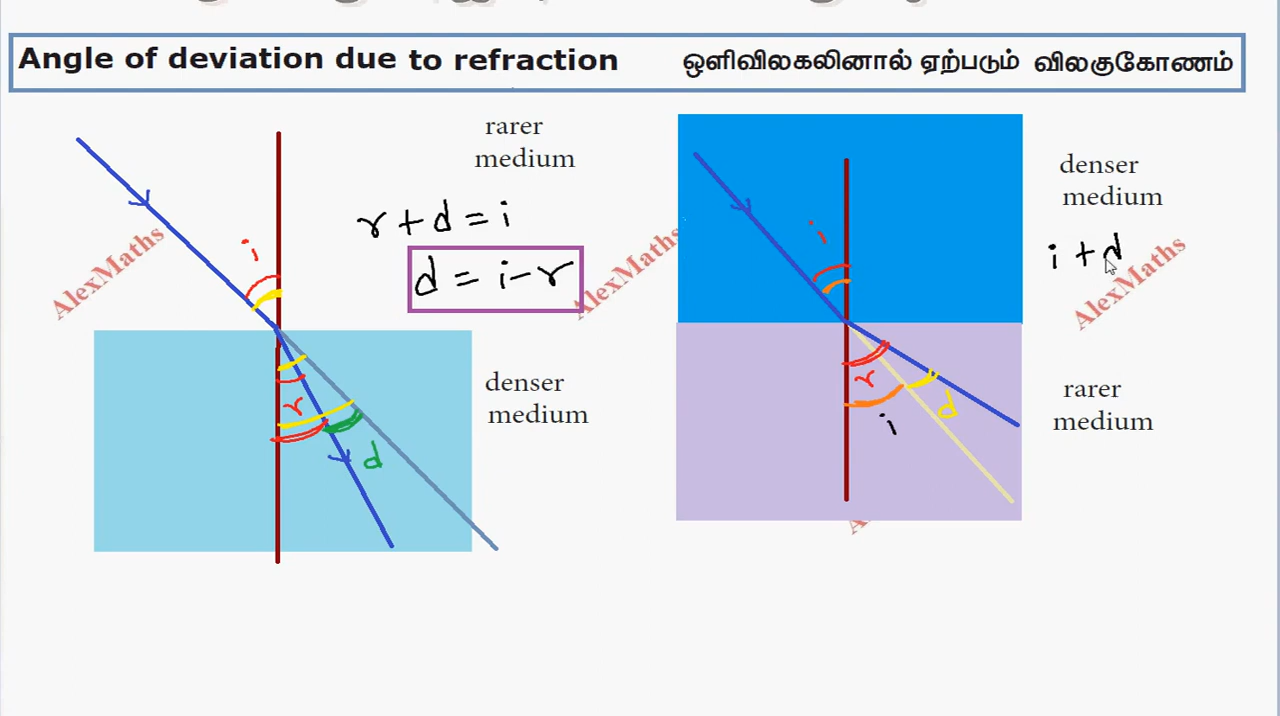 Angle of deviation due to refraction ஒளிவிலகலினால் ஏற்படும் விலகுகோணம்
rarer
medium
r + d = i
d = i - r
i
denser
medium
r
d
AlexMaths
AlexMaths
denser
medium
i + d
i
rarer
medium
r
i
d
AlexMaths